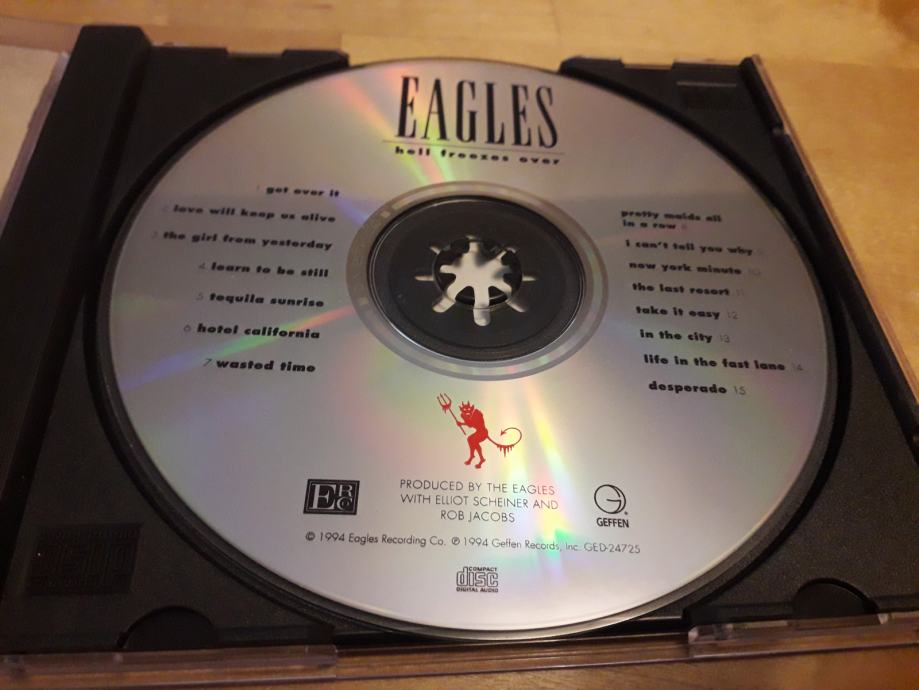 EAGLES
hell freezes over
1 get over it
2 love will keep us alive
3 the girl from yesterday
4 learn to be still
5 tequila sunrise
6 hotel california
7 wasted time
pretty maids all
in a row 8
i can't tell you why 9
new york minute 10
the last resort 11
take it easy 12
in the city 13
life in the fast lane 14
desperado 15
ERC
PRODUCED BY THE EAGLES
WITH ELLIOT SCHEINER AND
ROB JACOBS
GEFFEN
© 1994 Eagles Recording Co. ℗ 1994 Geffen Records, Inc. GED-24725
COMPACT
disc
DIGITAL AUDIO